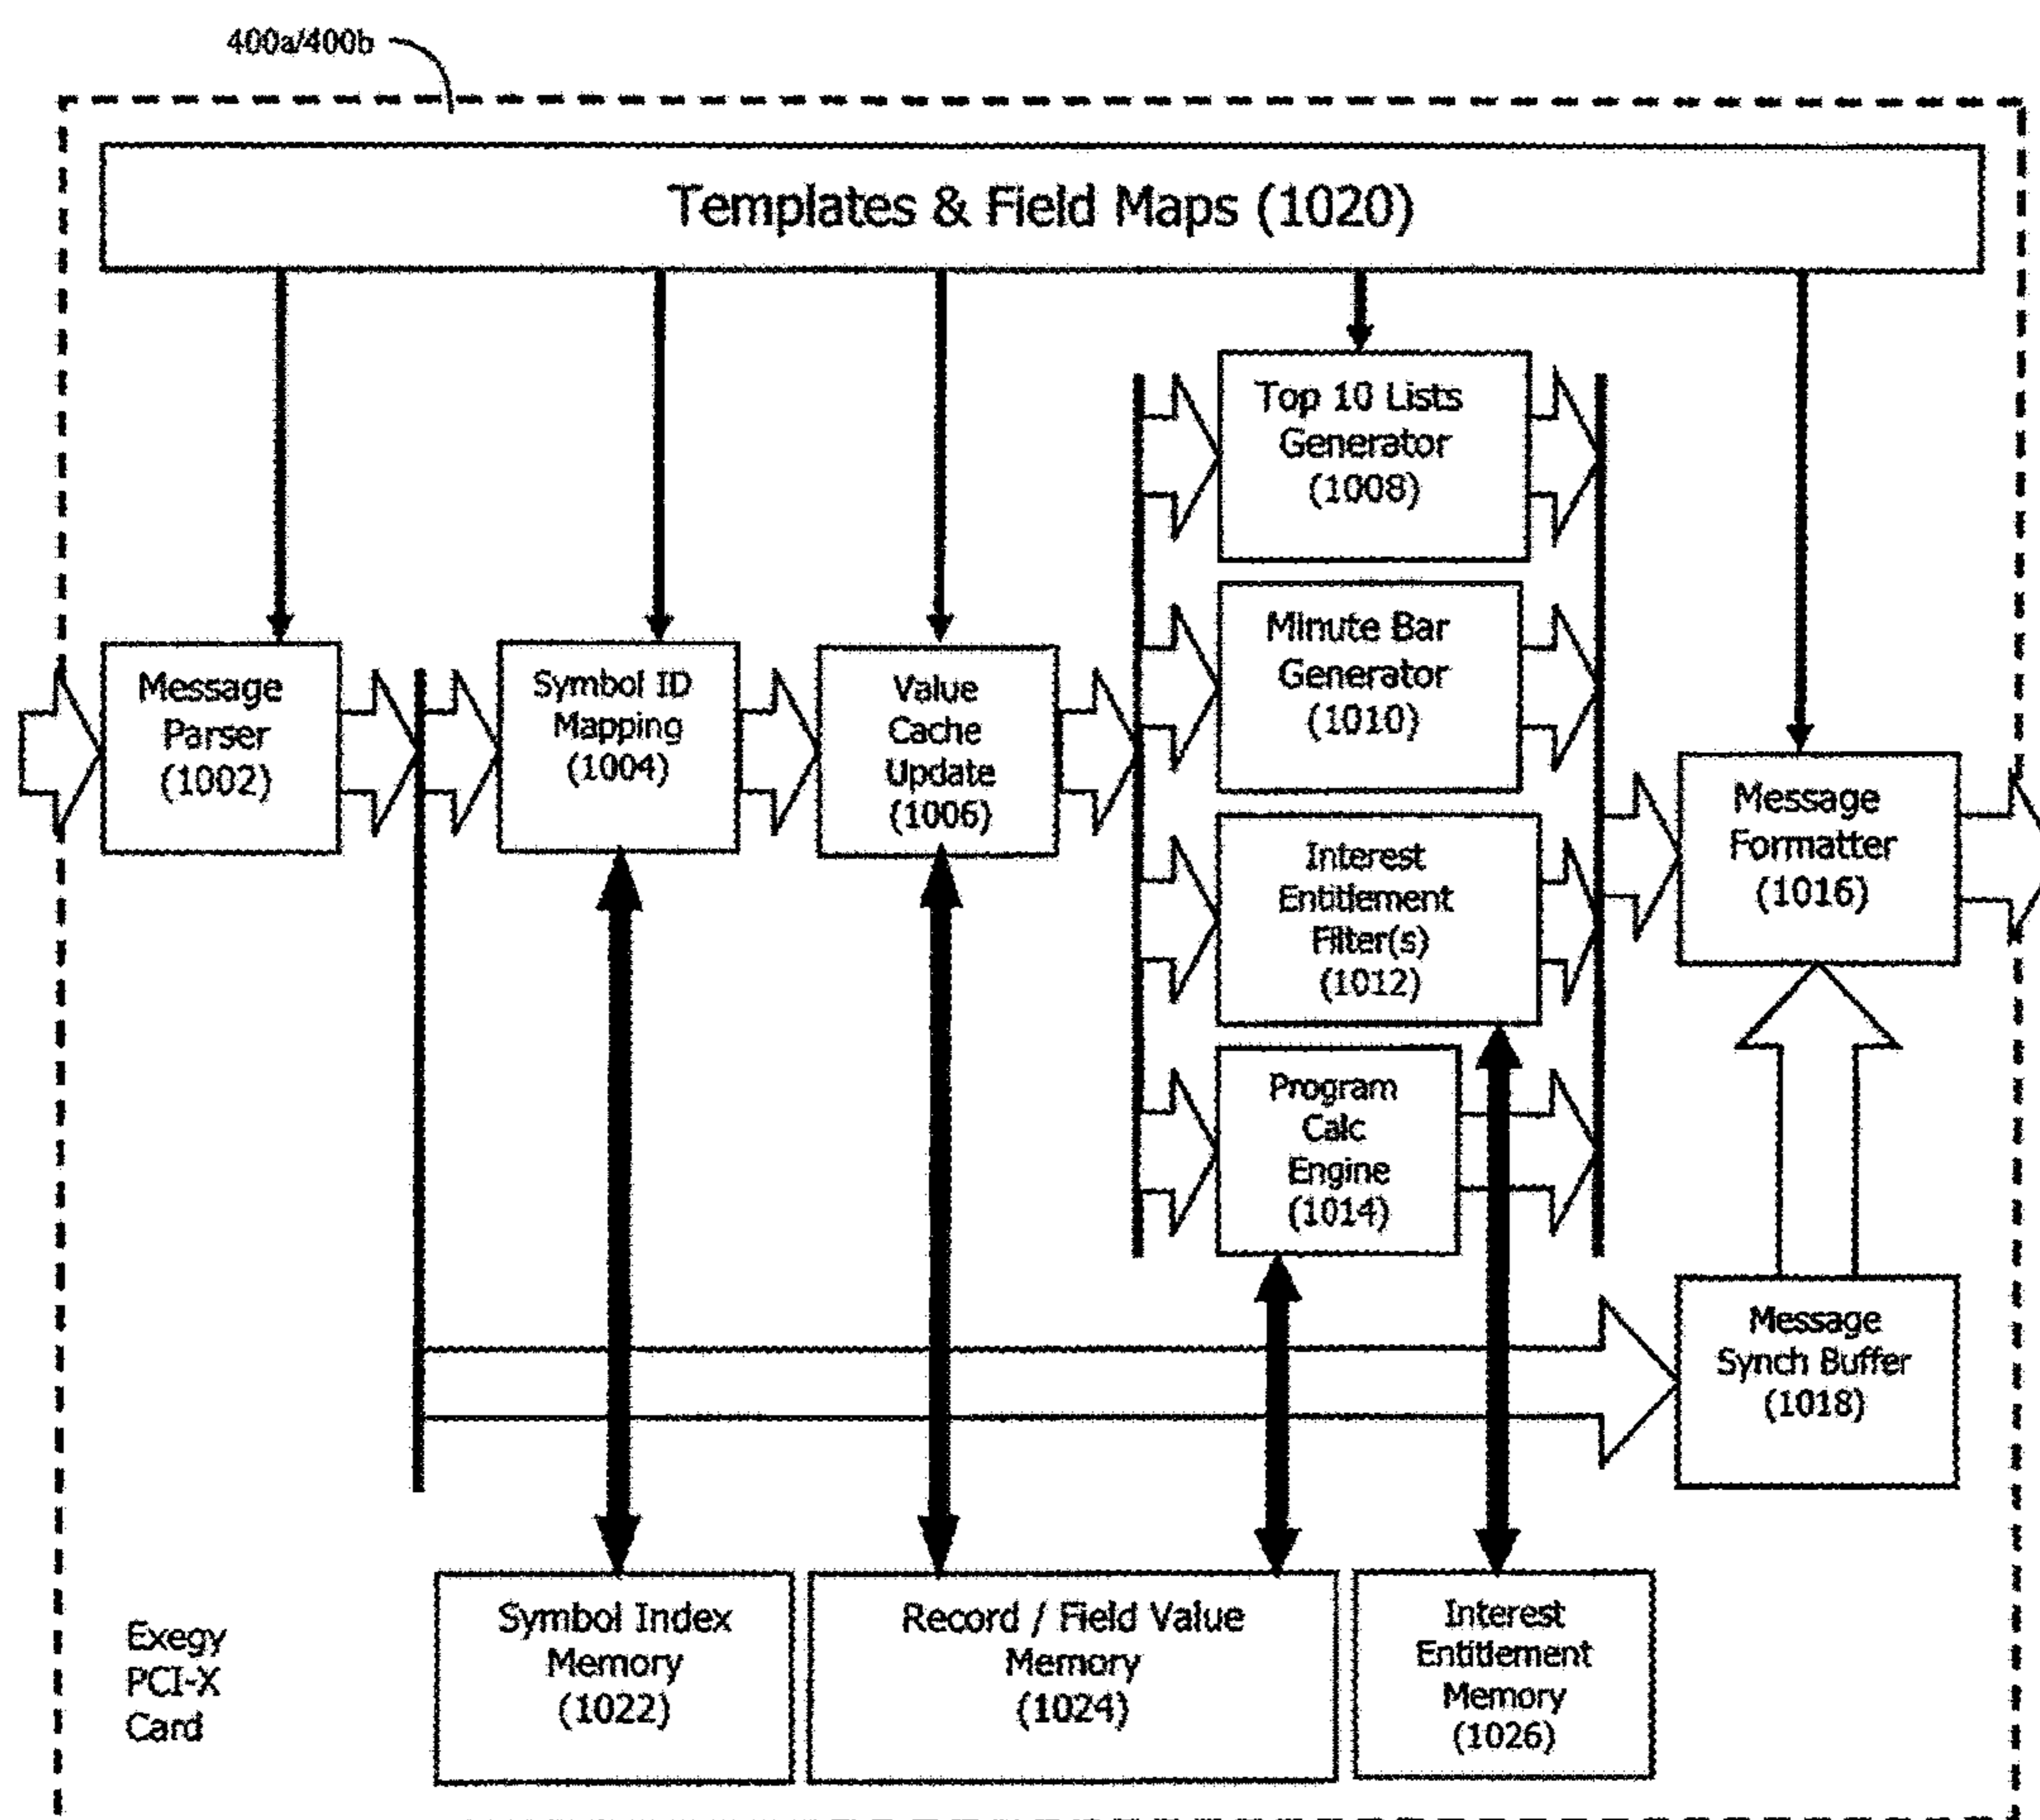 400a/400b
Templates & Field Maps (1020)
Top 10 Lists
Generator
(1008)
Minute Bar
Generator
(1010)
Message
Parser
(1002)
Symbol ID
Mapping
(1004)
Value
Cache
Update
(1006)
Interest
Entitlement
Filter(s)
(1012)
Message
Formatter
(1016)
Program
Calc
Engine
(1014)
Message
Synch Buffer
(1018)
Exegy
PCI-X
Card
Symbol Index
Memory
(1022)
Record / Field Value
Memory
(1024)
Interest
Entitlement
Memory
(1026)